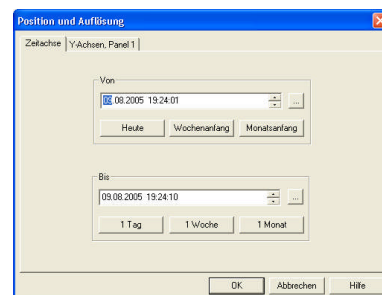 Position und Auflösung
Zeitachse Y-Achsen, Panel 1
Von
09.08.2005 19:24:01
...
Heute Wochenanfang Monatsanfang
Bis
09.08.2005 19:24:10
...
1 Tag 1 Woche 1 Monat
OK Abbrechen Hilfe